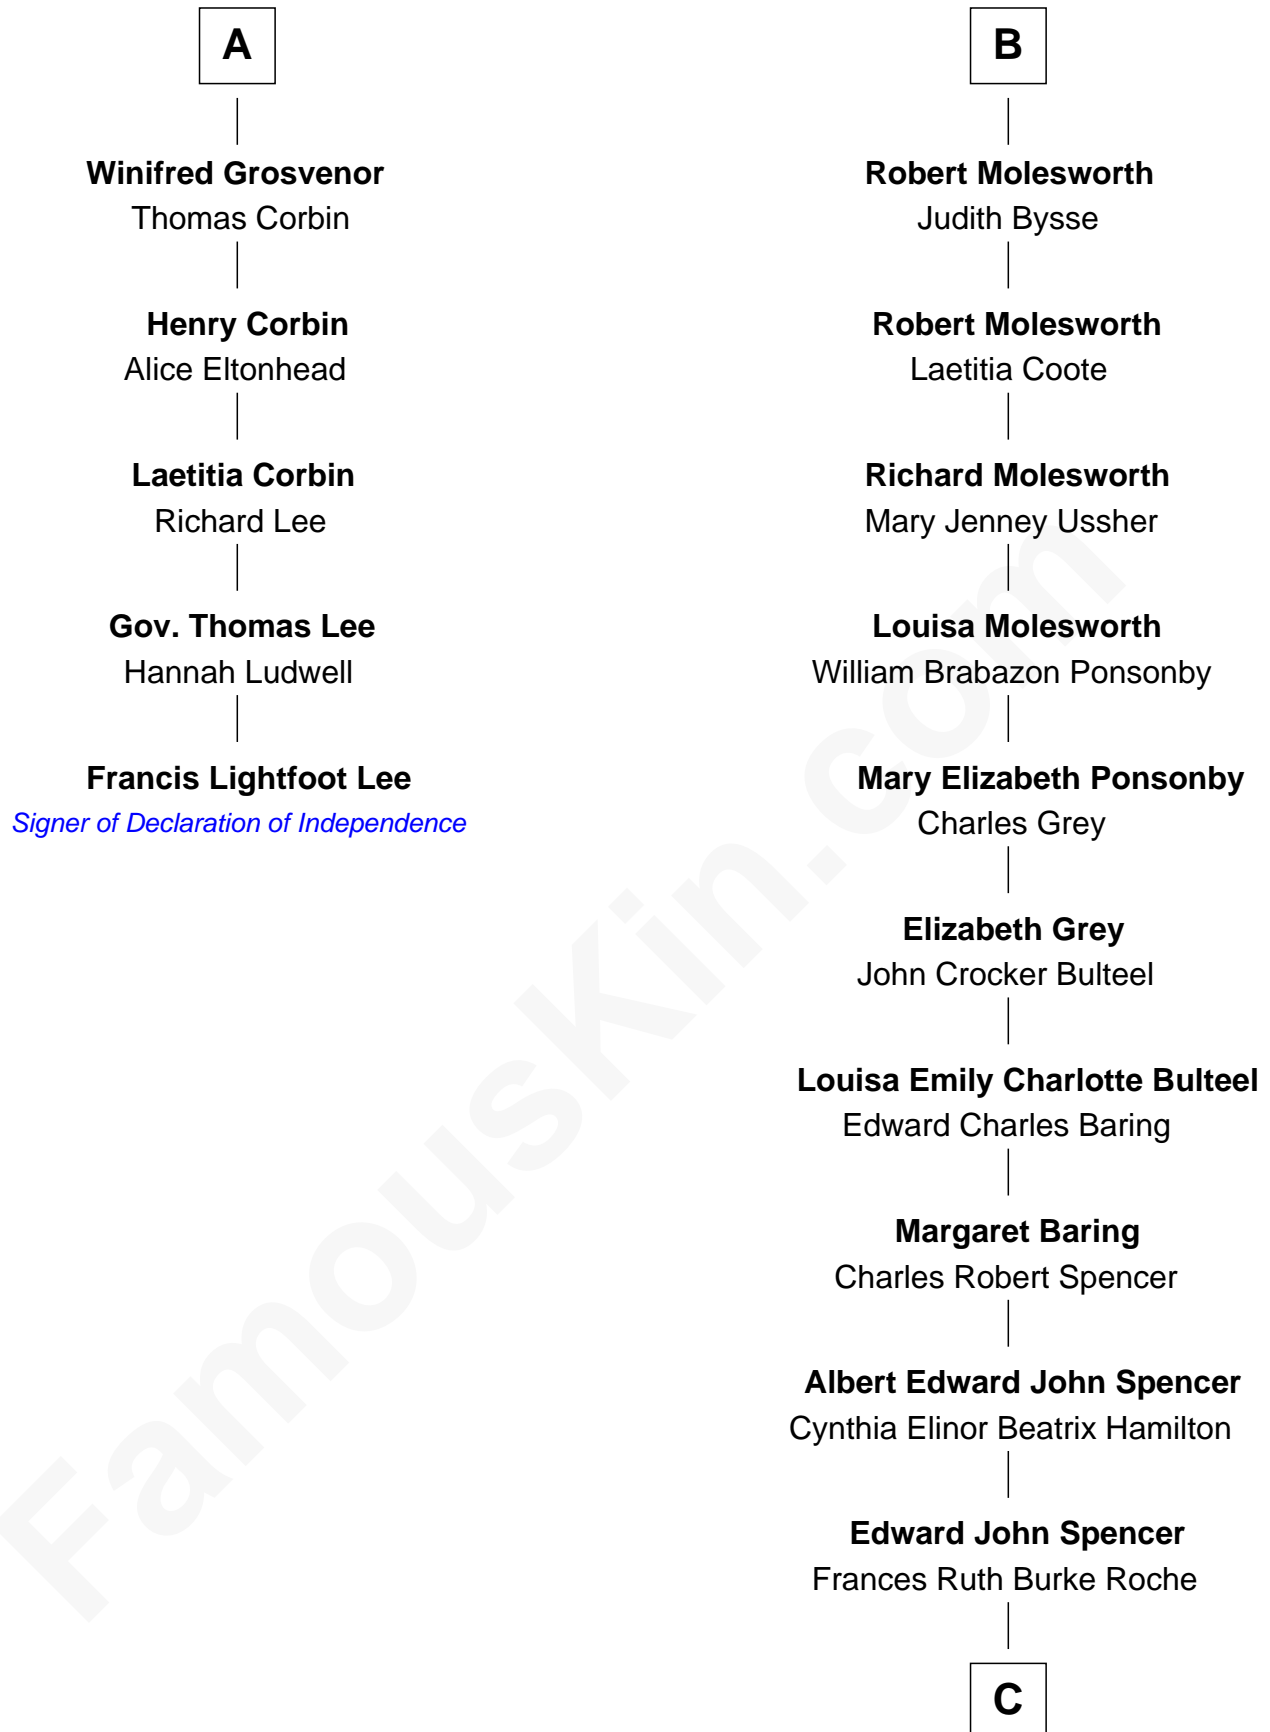 A
Winifred Grosvenor
Thomas Corbin
Henry Corbin
Alice Eltonhead
Laetitia Corbin
Richard Lee
Gov. Thomas Lee
Hannah Ludwell
Francis Lightfoot Lee
Signer of Declaration of Independence
B
Robert Molesworth
Judith Bysse
Robert Molesworth
Laetitia Coote
Richard Molesworth
Mary Jenney Ussher
Louisa Molesworth
William Brabazon Ponsonby
Mary Elizabeth Ponsonby
Charles Grey
Elizabeth Grey
John Crocker Bulteel
Louisa Emily Charlotte Bulteel
Edward Charles Baring
Margaret Baring
Charles Robert Spencer
Albert Edward John Spencer
Cynthia Elinor Beatrix Hamilton
Edward John Spencer
Frances Ruth Burke Roche
C
FamousKin.com